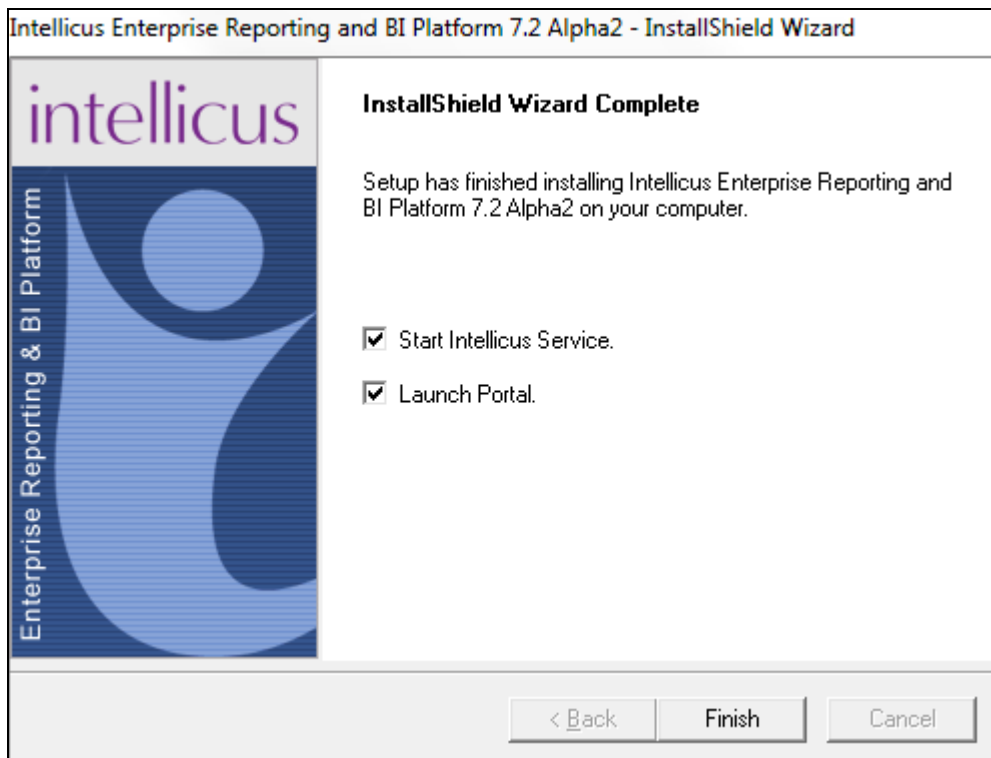 Intellicus Enterprise Reporting and BI Platform 7.2 Alpha2 - InstallShield Wizard
intellicus
Enterprise Reporting & BI Platform
InstallShield Wizard Complete
Setup has finished installing Intellicus Enterprise Reporting and
BI Platform 7.2 Alpha2 on your computer.
Start Intellicus Service.
Launch Portal.
< Back
Finish
Cancel